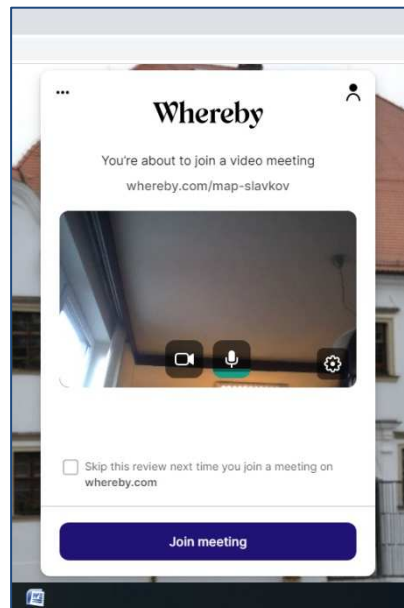 Whereby
You're about to join a video meeting
whereby.com/map-slavkov
Skip this review next time you join a meeting on
whereby.com
Join meeting